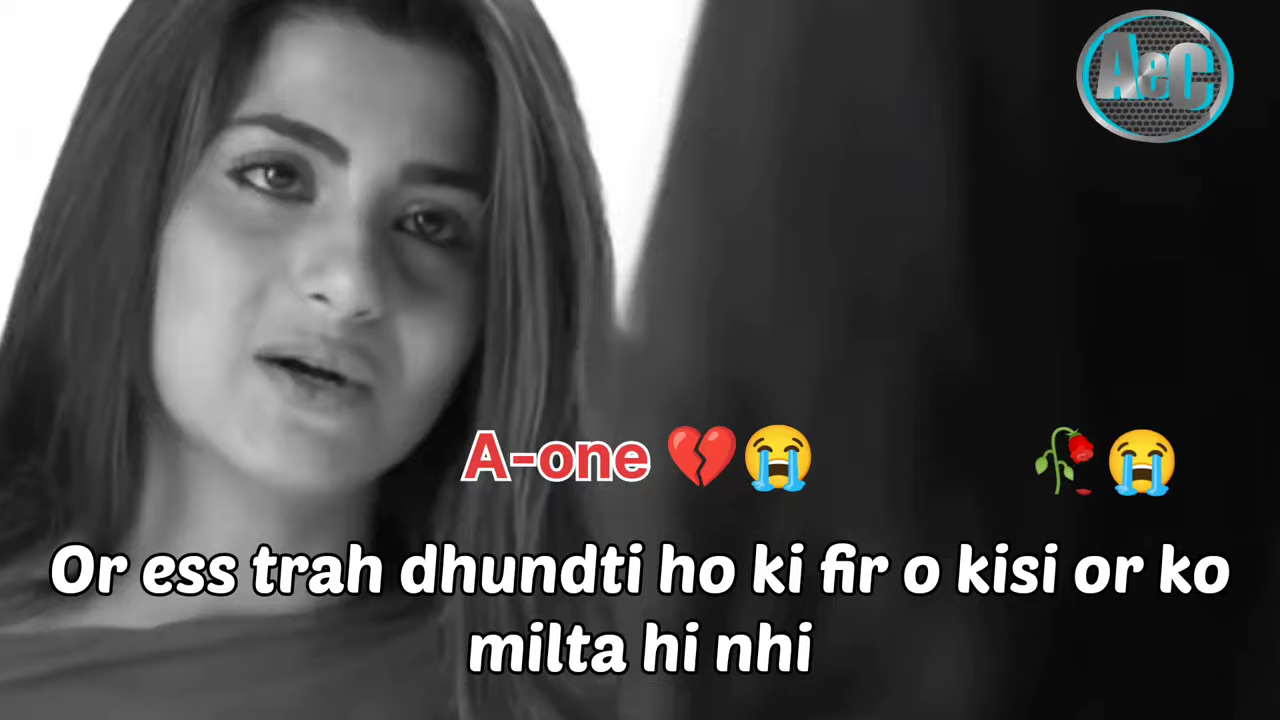 AeC
A-one 💔😭 🥀😭
Or ess trah dhundti ho ki fir o kisi or ko
milta hi nhi